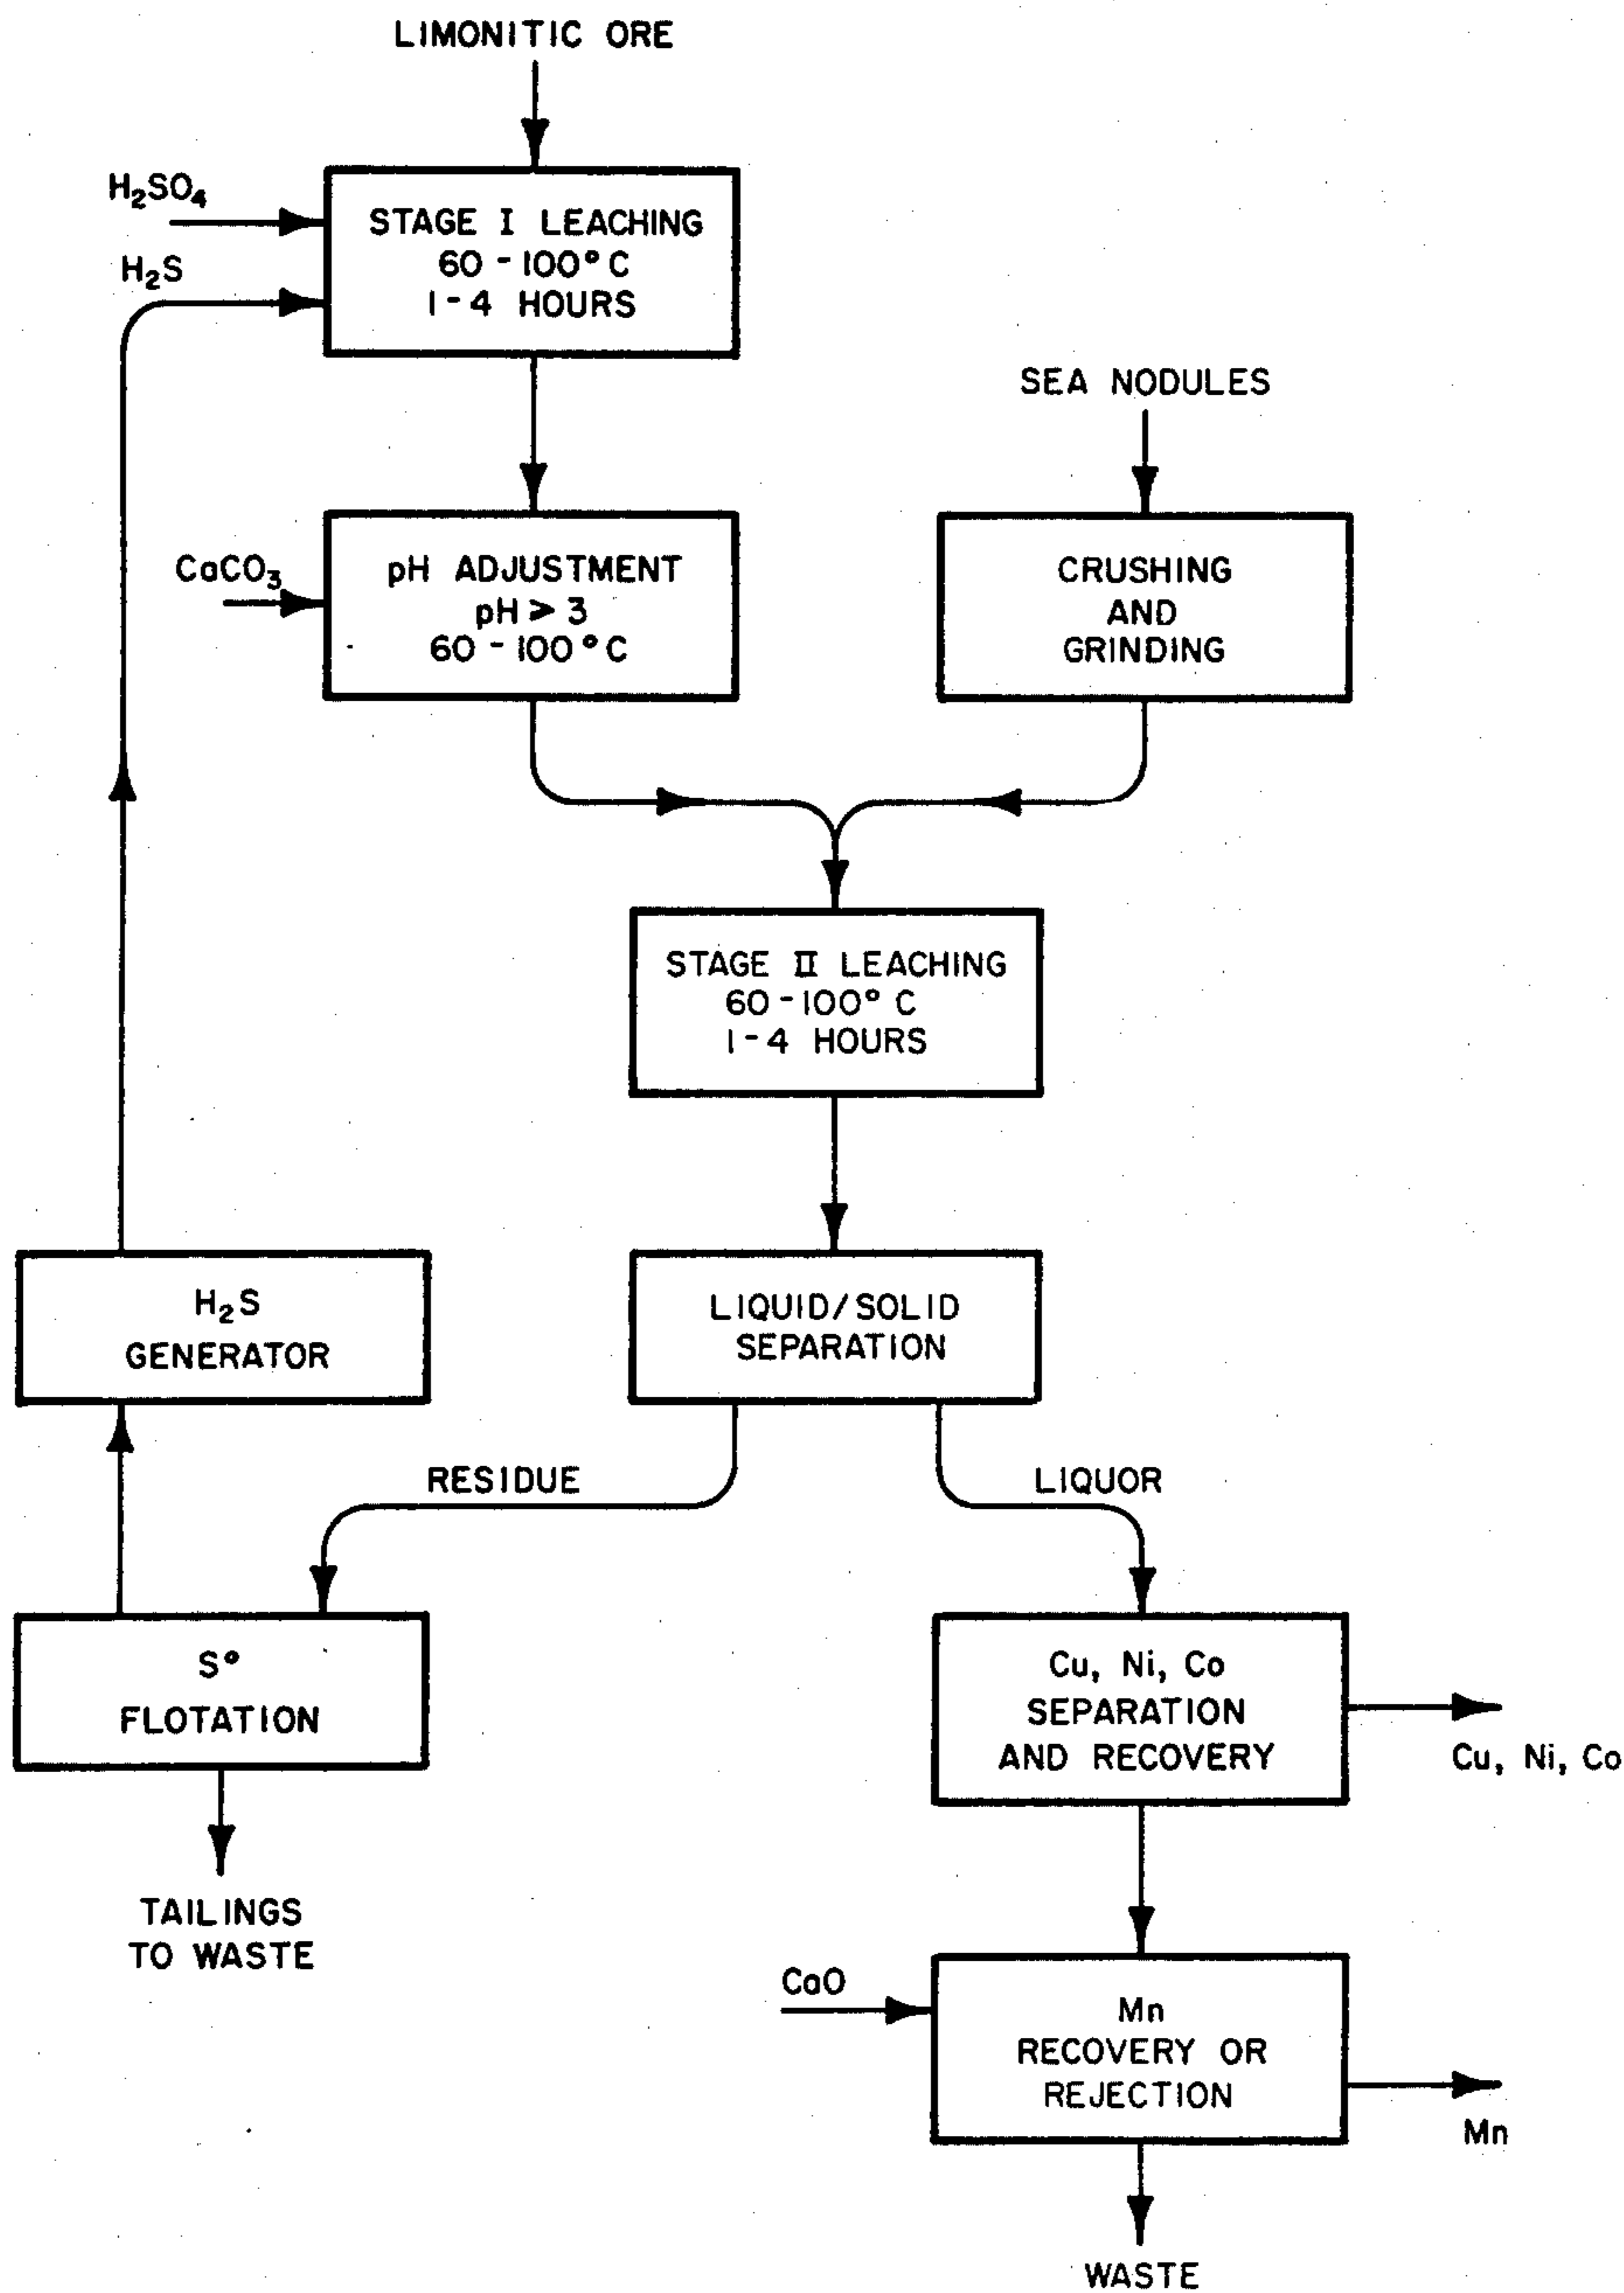 LIMONITIC ORE
H₂SO₄
H₂S
STAGE I LEACHING
60 - 100° C
1 - 4 HOURS
SEA NODULES
CaCO₃
pH ADJUSTMENT
pH > 3
60 - 100° C
CRUSHING
AND
GRINDING
STAGE II LEACHING
60 - 100° C
1 - 4 HOURS
H₂S
GENERATOR
LIQUID/SOLID
SEPARATION
RESIDUE
LIQUOR
S°
FLOTATION
Cu, Ni, Co
SEPARATION
AND RECOVERY
Cu, Ni, Co
TAILINGS
TO WASTE
CaO
Mn
RECOVERY OR
REJECTION
Mn
WASTE